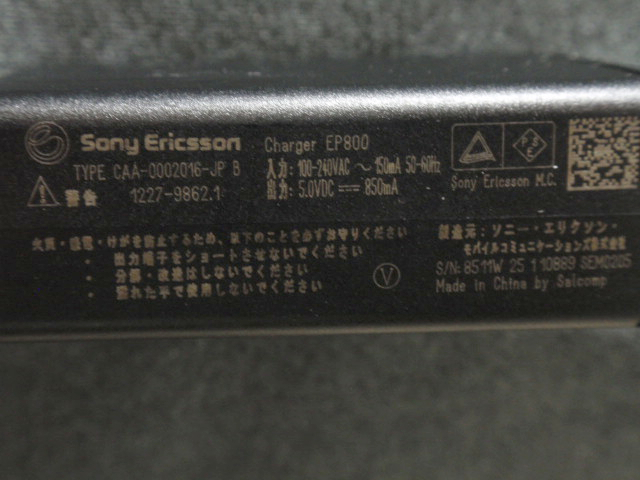 Sony Ericsson
Charger EP800
TYPE CAA-0002016-JP B
入力: 100-240VAC ～ 150mA 50-60Hz
警告 1227-9862.1
出力: 5.0VDC 850mA
Sony Ericsson M.C.
火災・感電・けがを防止するため、以下のことを必ずお守りください
・出力端子をショートさせないでください
・分解・改造はしないでください
・濡れた手で使用しないでください
V
製造元: ソニー・エリクソン・
モバイルコミュニケーションズ株式会社
S/N: 8511W 25 1 10889 SEM0205
Made in China by Salcomp